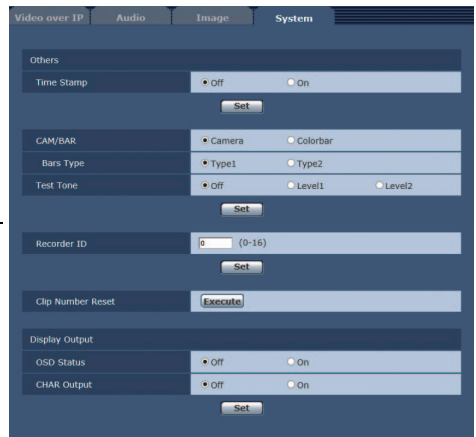 Video over IP Audio Image System
Others
Time Stamp Off On
Set
CAM/BAR Camera Colorbar
Bars Type Type1 Type2
Test Tone Off Level1 Level2
Set
Recorder ID 0 (0-16)
Set
Clip Number Reset Execute
Display Output
OSD Status Off On
CHAR Output Off On
Set